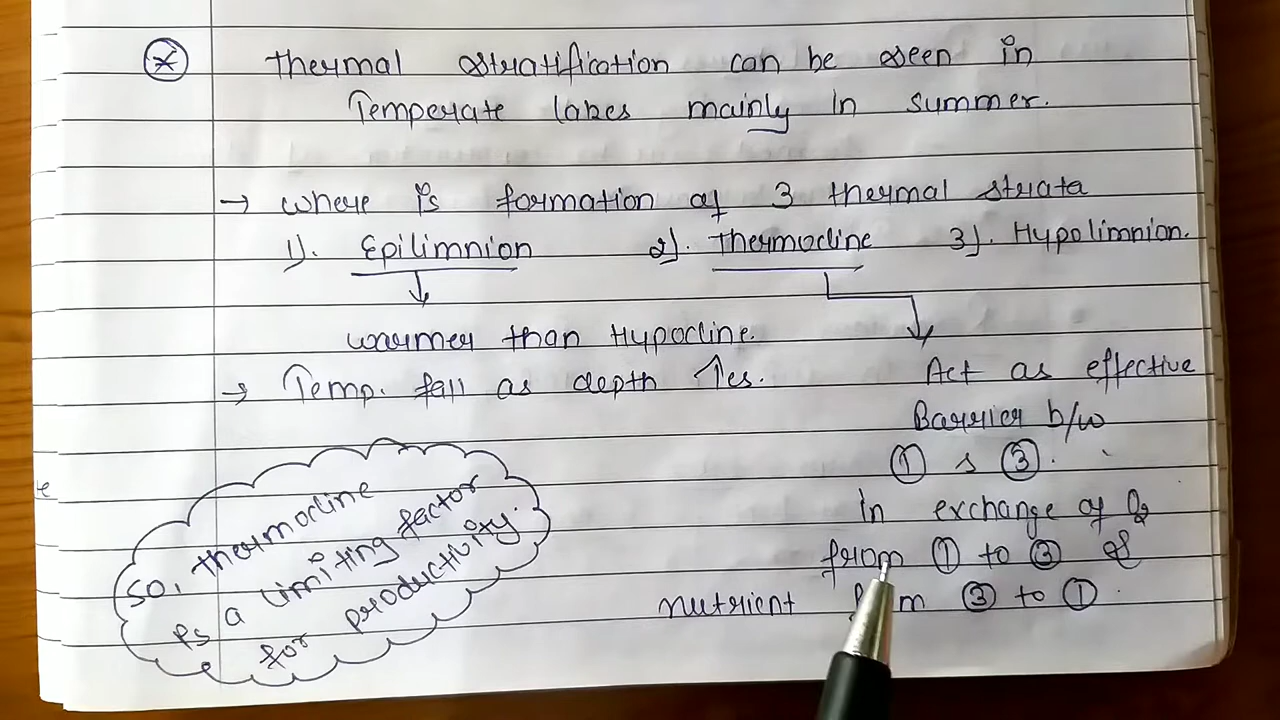 * Thermal stratification can be seen in
Temperate lakes mainly in summer.
→ where is formation of 3 thermal strata
1). Epilimnion 2). Thermocline 3). Hypolimnion.
↓
warmer than Hypocline.
→ Temp. fall as depth ↑es.
Act as effective
Barrier b/w
① & ③.
In exchange of O2
from ① to ③ &
nutrient from ③ to ①.
So, thermocline
is a limiting factor
for productivity.